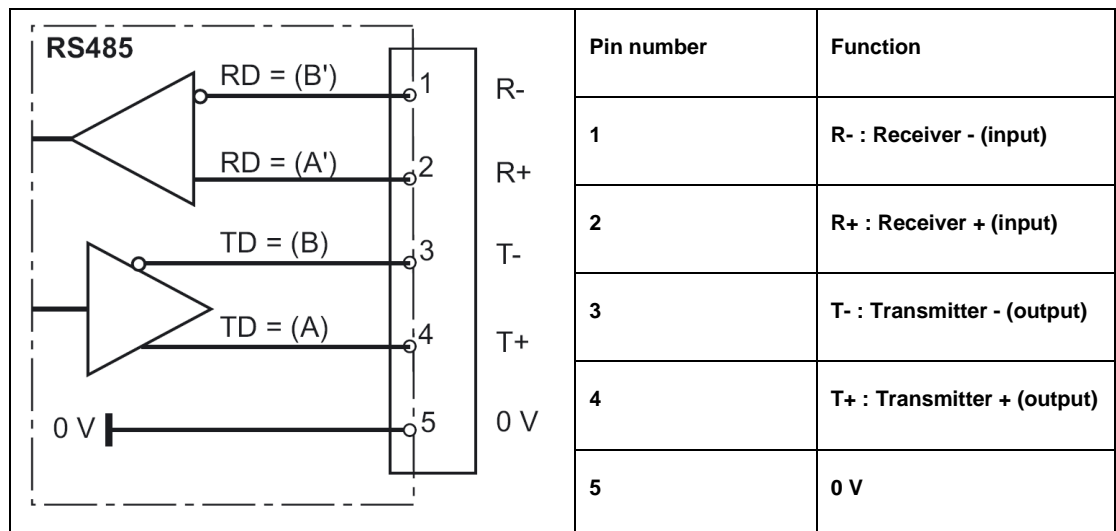 RS485
RD = (B')
1
R-
RD = (A')
2
R+
TD = (B)
3
T-
TD = (A)
4
T+
0 V
5
0 V
Pin number Function
1 R- : Receiver - (input)
2 R+ : Receiver + (input)
3 T- : Transmitter - (output)
4 T+ : Transmitter + (output)
5 0 V